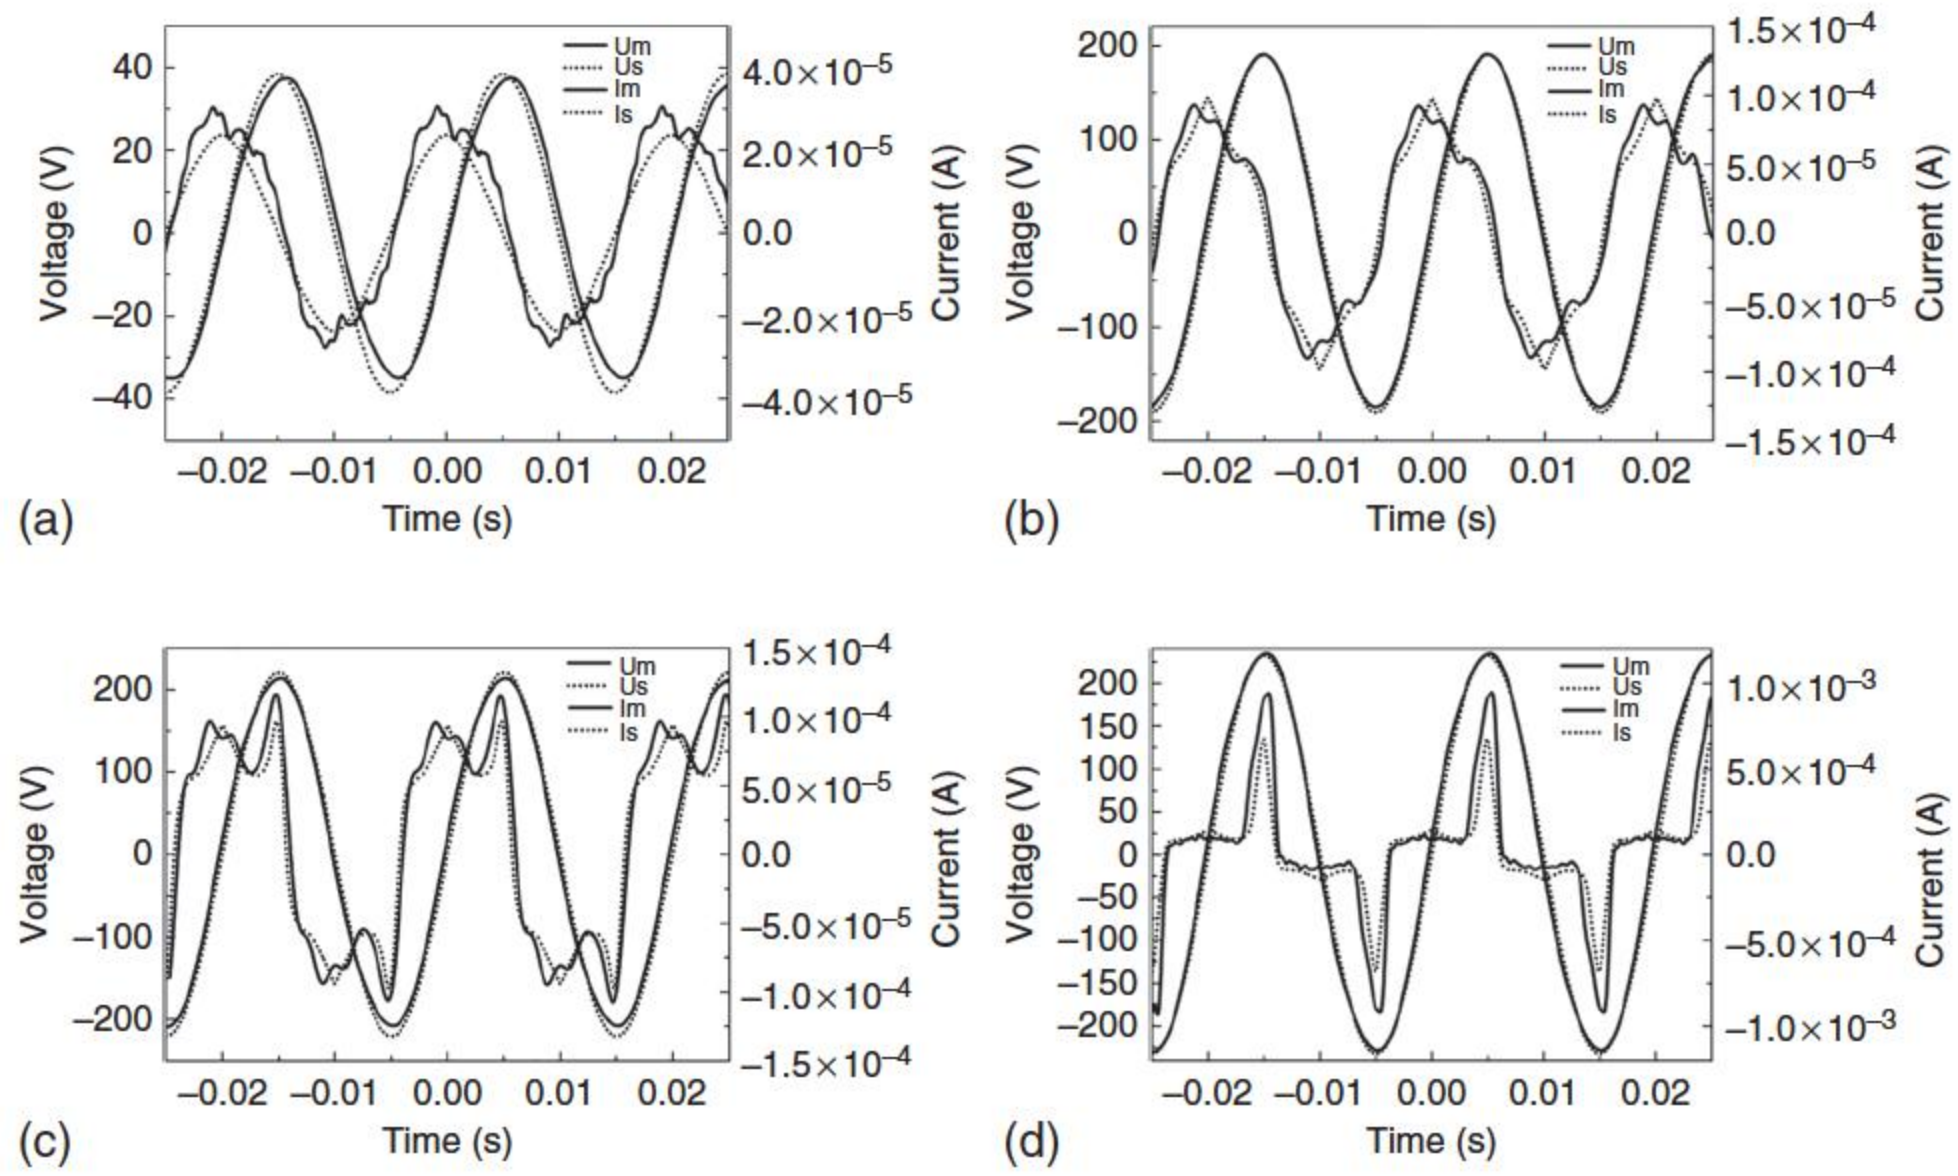 Um
Us
Im
Is
40
20
0
−20
−40
4.0×10⁻⁵
2.0×10⁻⁵
0.0
−2.0×10⁻⁵
−4.0×10⁻⁵
Voltage (V)
Current (A)
−0.02 −0.01 0.00 0.01 0.02
Time (s)
(a)
Um
Us
Im
Is
200
100
0
−100
−200
1.5×10⁻⁴
1.0×10⁻⁴
5.0×10⁻⁵
0.0
−5.0×10⁻⁵
−1.0×10⁻⁴
−1.5×10⁻⁴
Voltage (V)
Current (A)
−0.02 −0.01 0.00 0.01 0.02
Time (s)
(b)
Um
Us
Im
Is
200
100
0
−100
−200
1.5×10⁻⁴
1.0×10⁻⁴
5.0×10⁻⁵
0.0
−5.0×10⁻⁵
−1.0×10⁻⁴
−1.5×10⁻⁴
Voltage (V)
Current (A)
−0.02 −0.01 0.00 0.01 0.02
Time (s)
(c)
Um
Us
Im
Is
200
150
100
50
0
−50
−100
−150
−200
1.0×10⁻³
5.0×10⁻⁴
0.0
−5.0×10⁻⁴
−1.0×10⁻³
Voltage (V)
Current (A)
−0.02 −0.01 0.00 0.01 0.02
Time (s)
(d)